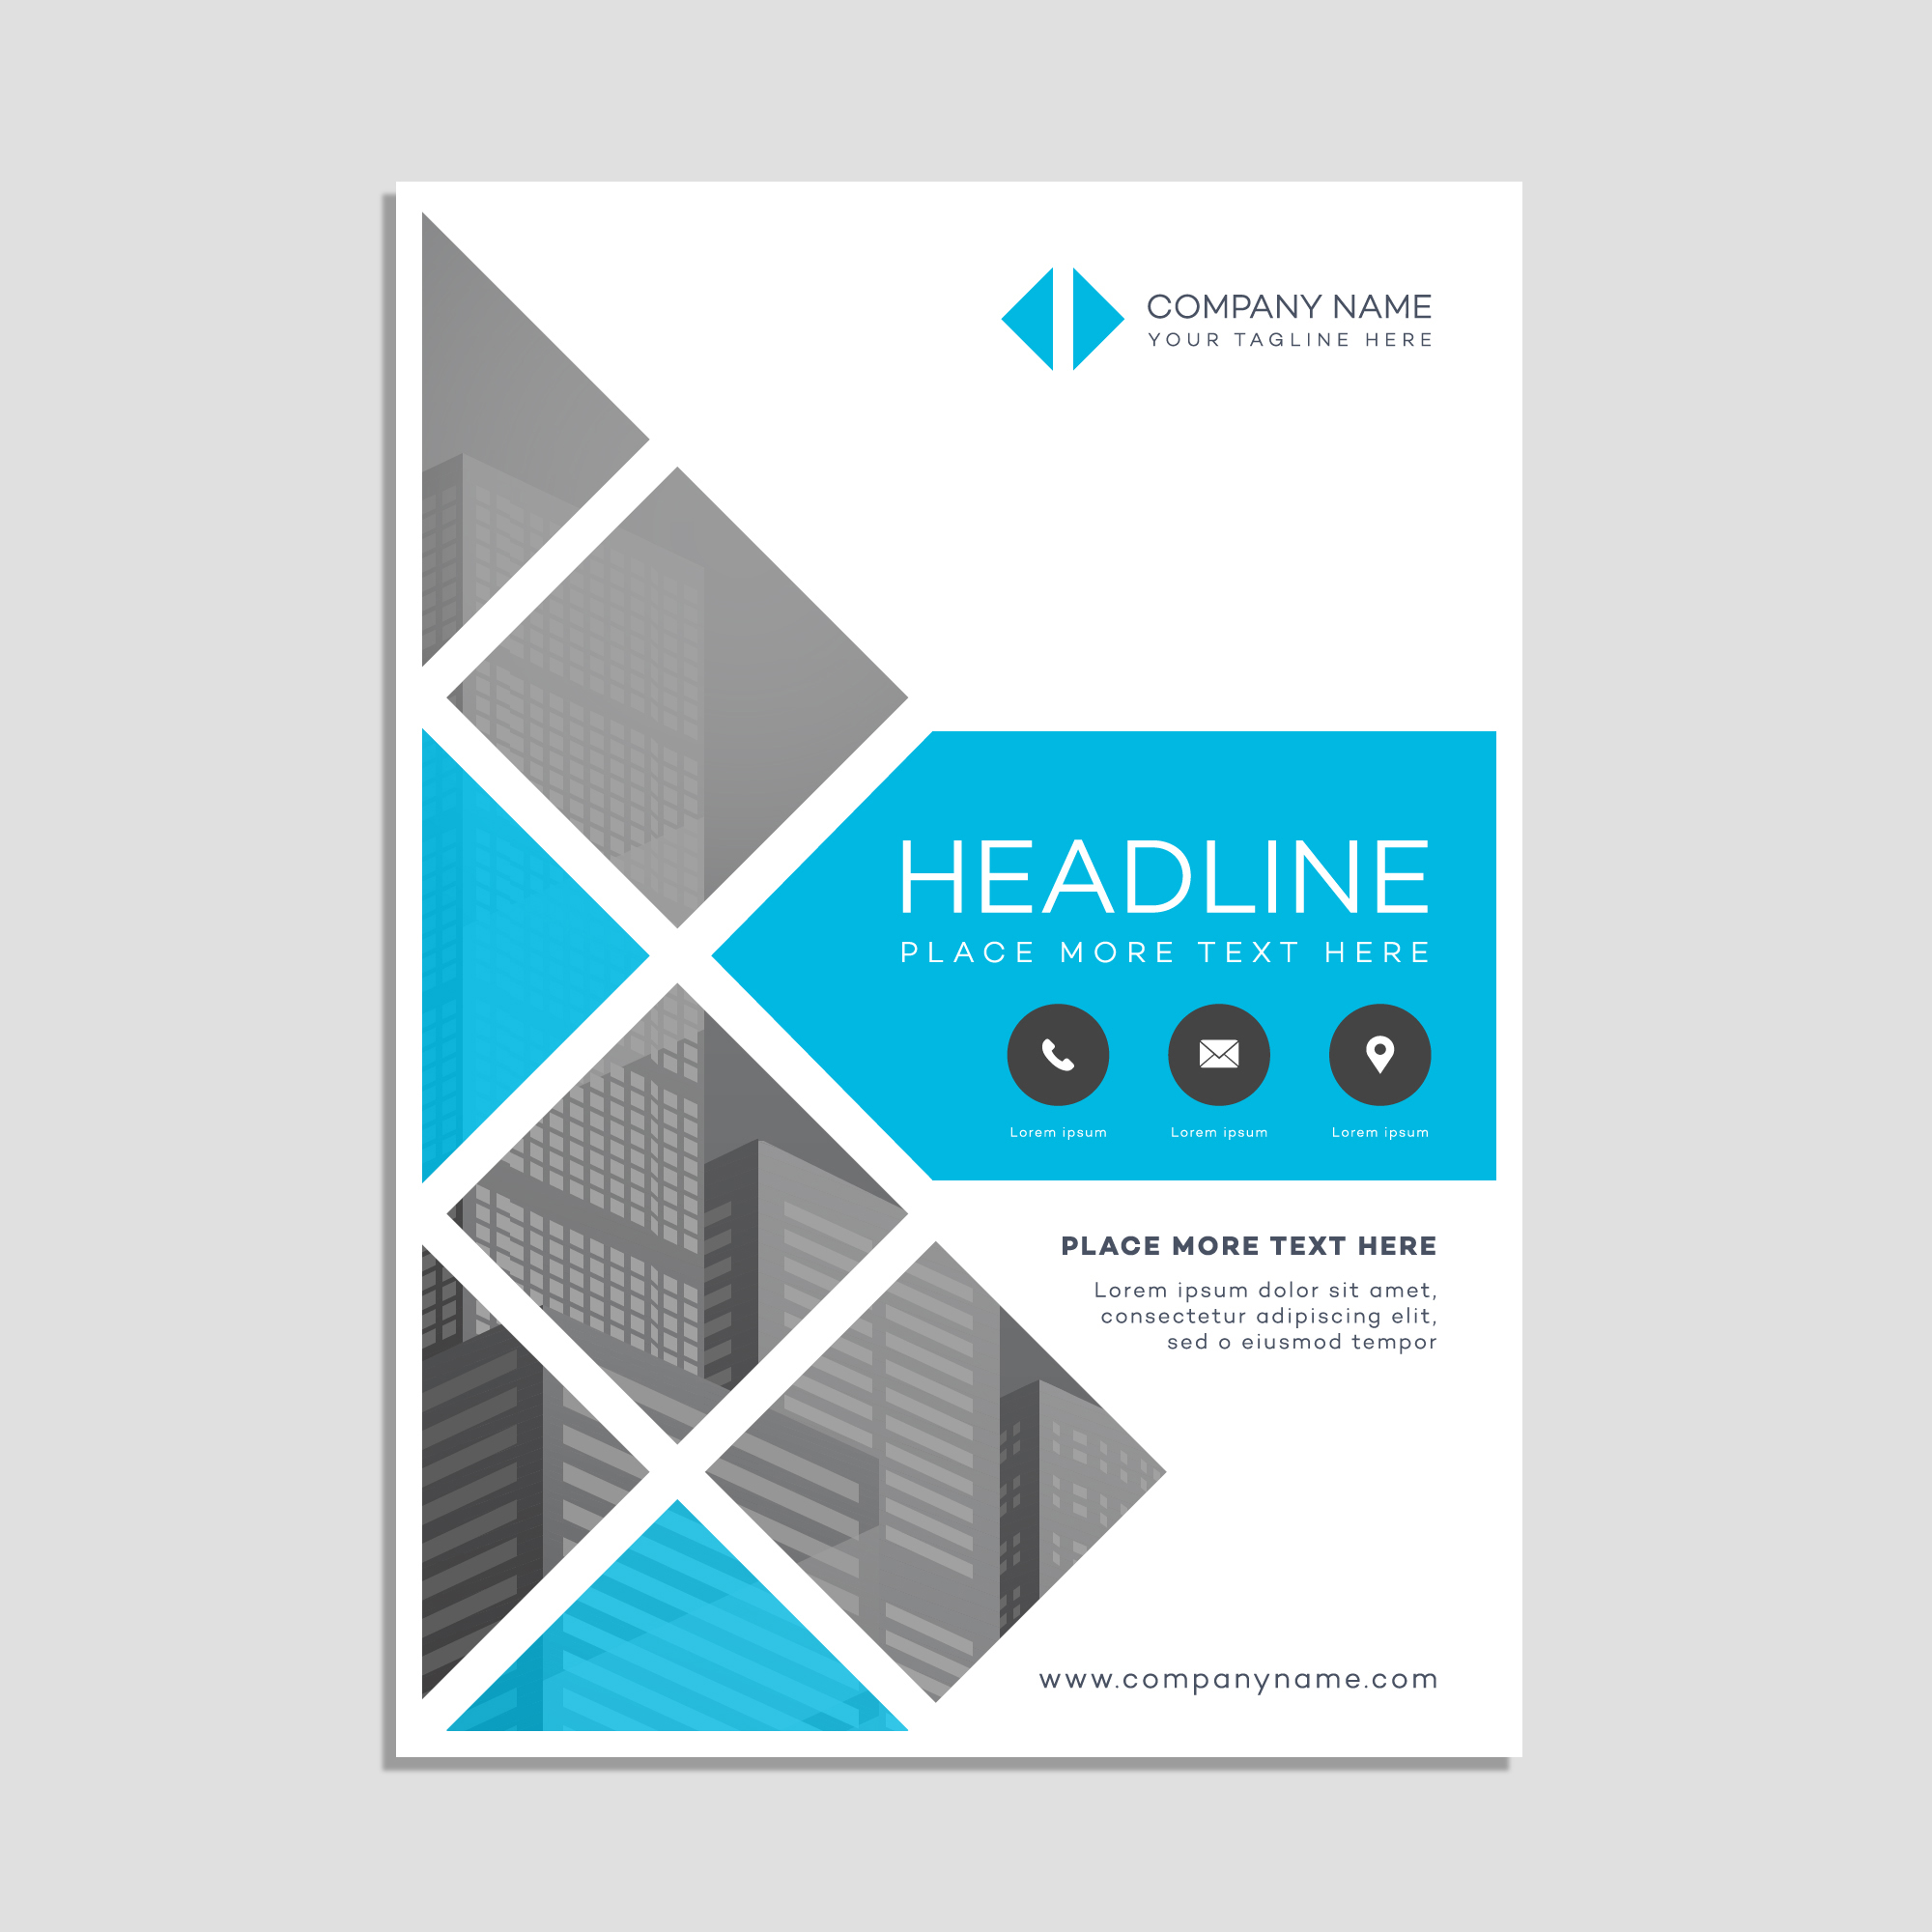 COMPANY NAME
YOUR TAGLINE HERE
HEADLINE
PLACE MORE TEXT HERE
Lorem ipsum
Lorem ipsum
Lorem ipsum
PLACE MORE TEXT HERE
Lorem ipsum dolor sit amet,
consectetur adipiscing elit,
sed o eiusmod tempor
www.companyname.com